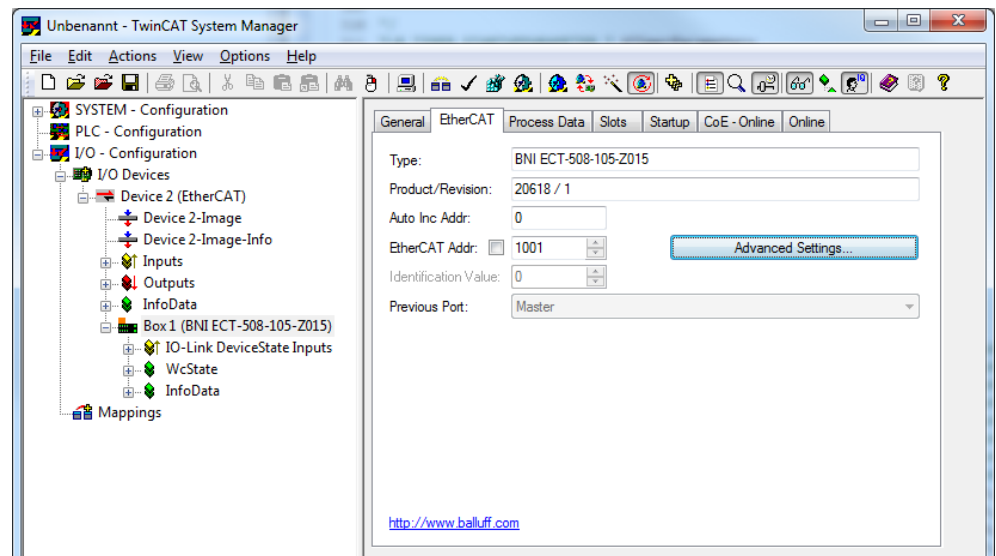 Unbenannt - TwinCAT System Manager
File Edit Actions View Options Help
SYSTEM - Configuration
PLC - Configuration
I/O - Configuration
I/O Devices
Device 2 (EtherCAT)
Device 2-Image
Device 2-Image-Info
Inputs
Outputs
InfoData
Box 1 (BNI ECT-508-105-Z015)
IO-Link DeviceState Inputs
WcState
InfoData
Mappings
General EtherCAT Process Data Slots Startup CoE - Online Online
Type: BNI ECT-508-105-Z015
Product/Revision: 20618 / 1
Auto Inc Addr: 0
EtherCAT Addr: 1001 Advanced Settings...
Identification Value: 0
Previous Port: Master
http://www.balluff.com